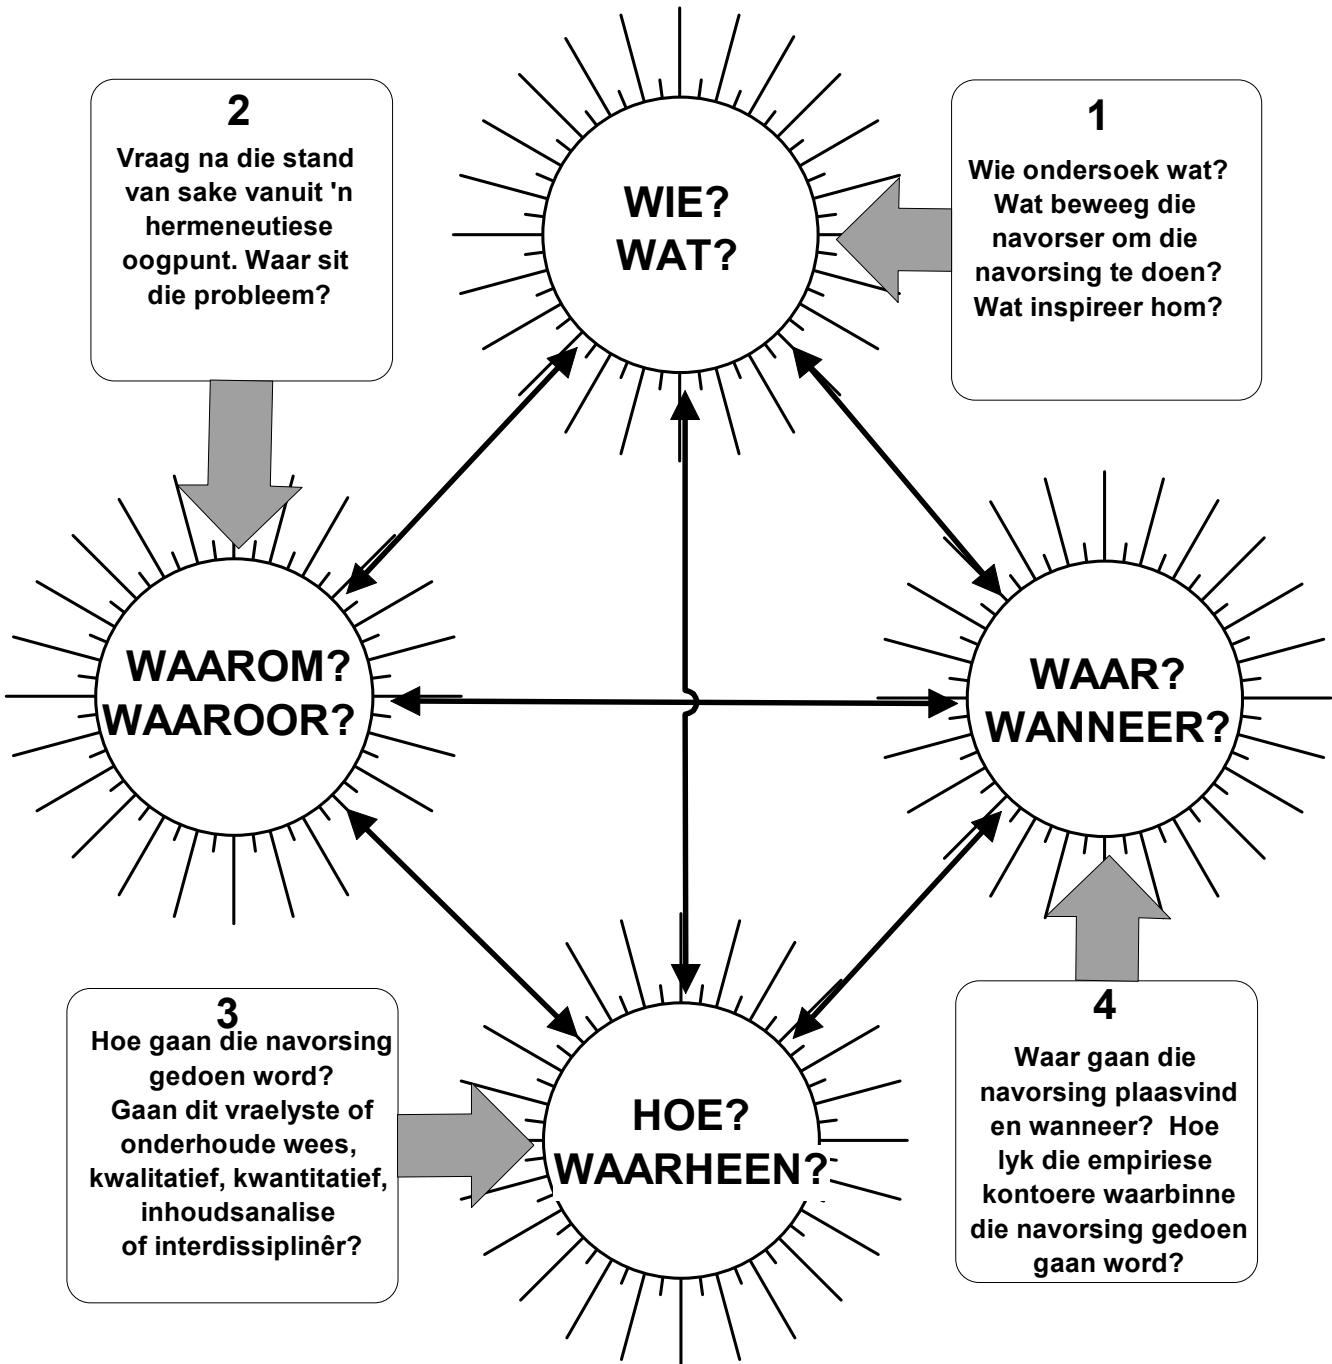 2
Vraag na die stand
van sake vanuit 'n
hermeneutiese
oogpunt. Waar sit
die probleem?
WIE?
WAT?
1
Wie ondersoek wat?
Wat beweeg die
navorser om die
navorsing te doen?
Wat inspireer hom?
WAAROM?
WAAROOR?
WAAR?
WANNEER?
3
Hoe gaan die navorsing
gedoen word?
Gaan dit vraelyste of
onderhoude wees,
kwalitatief, kwantitatief,
inhoudsanalise
of interdissiplinêr?
HOE?
WAARHEEN?
4
Waar gaan die
navorsing plaasvind
en wanneer?  Hoe
lyk die empiriese
kontoere waarbinne
die navorsing gedoen
gaan word?